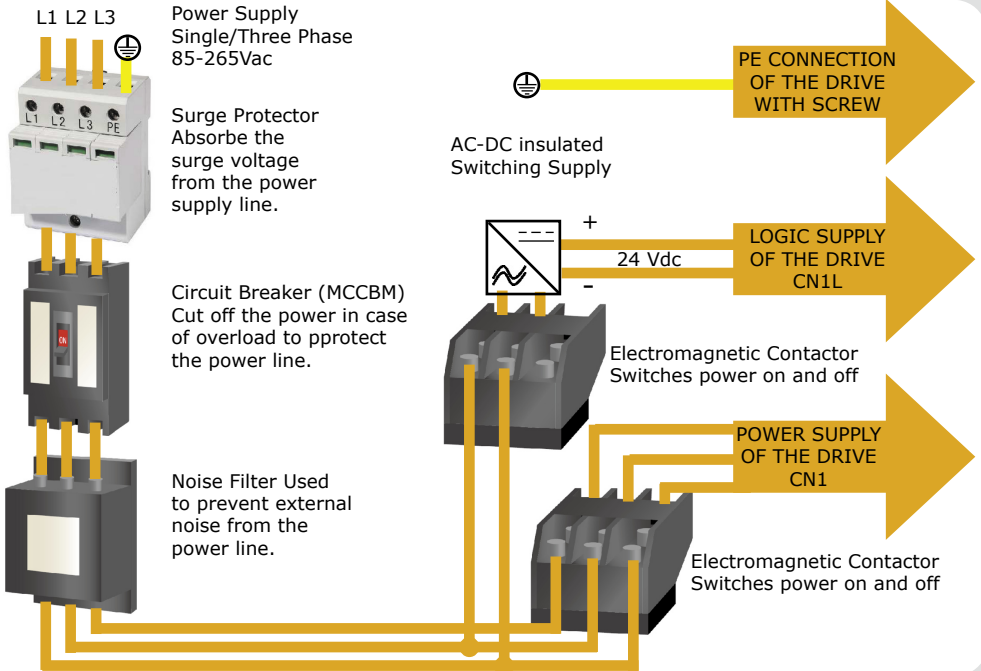 L1 L2 L3
Power Supply
Single/Three Phase
85-265Vac
L1 L2 L3 PE
Surge Protector
Absorbe the
surge voltage
from the power
supply line.
Circuit Breaker (MCCBM)
Cut off the power in case
of overload to pprotect
the power line.
ON
Noise Filter Used
to prevent external
noise from the
power line.
PE CONNECTION
OF THE DRIVE
WITH SCREW
AC-DC insulated
Switching Supply
+
24 Vdc
-
LOGIC SUPPLY
OF THE DRIVE
CN1L
Electromagnetic Contactor
Switches power on and off
POWER SUPPLY
OF THE DRIVE
CN1
Electromagnetic Contactor
Switches power on and off